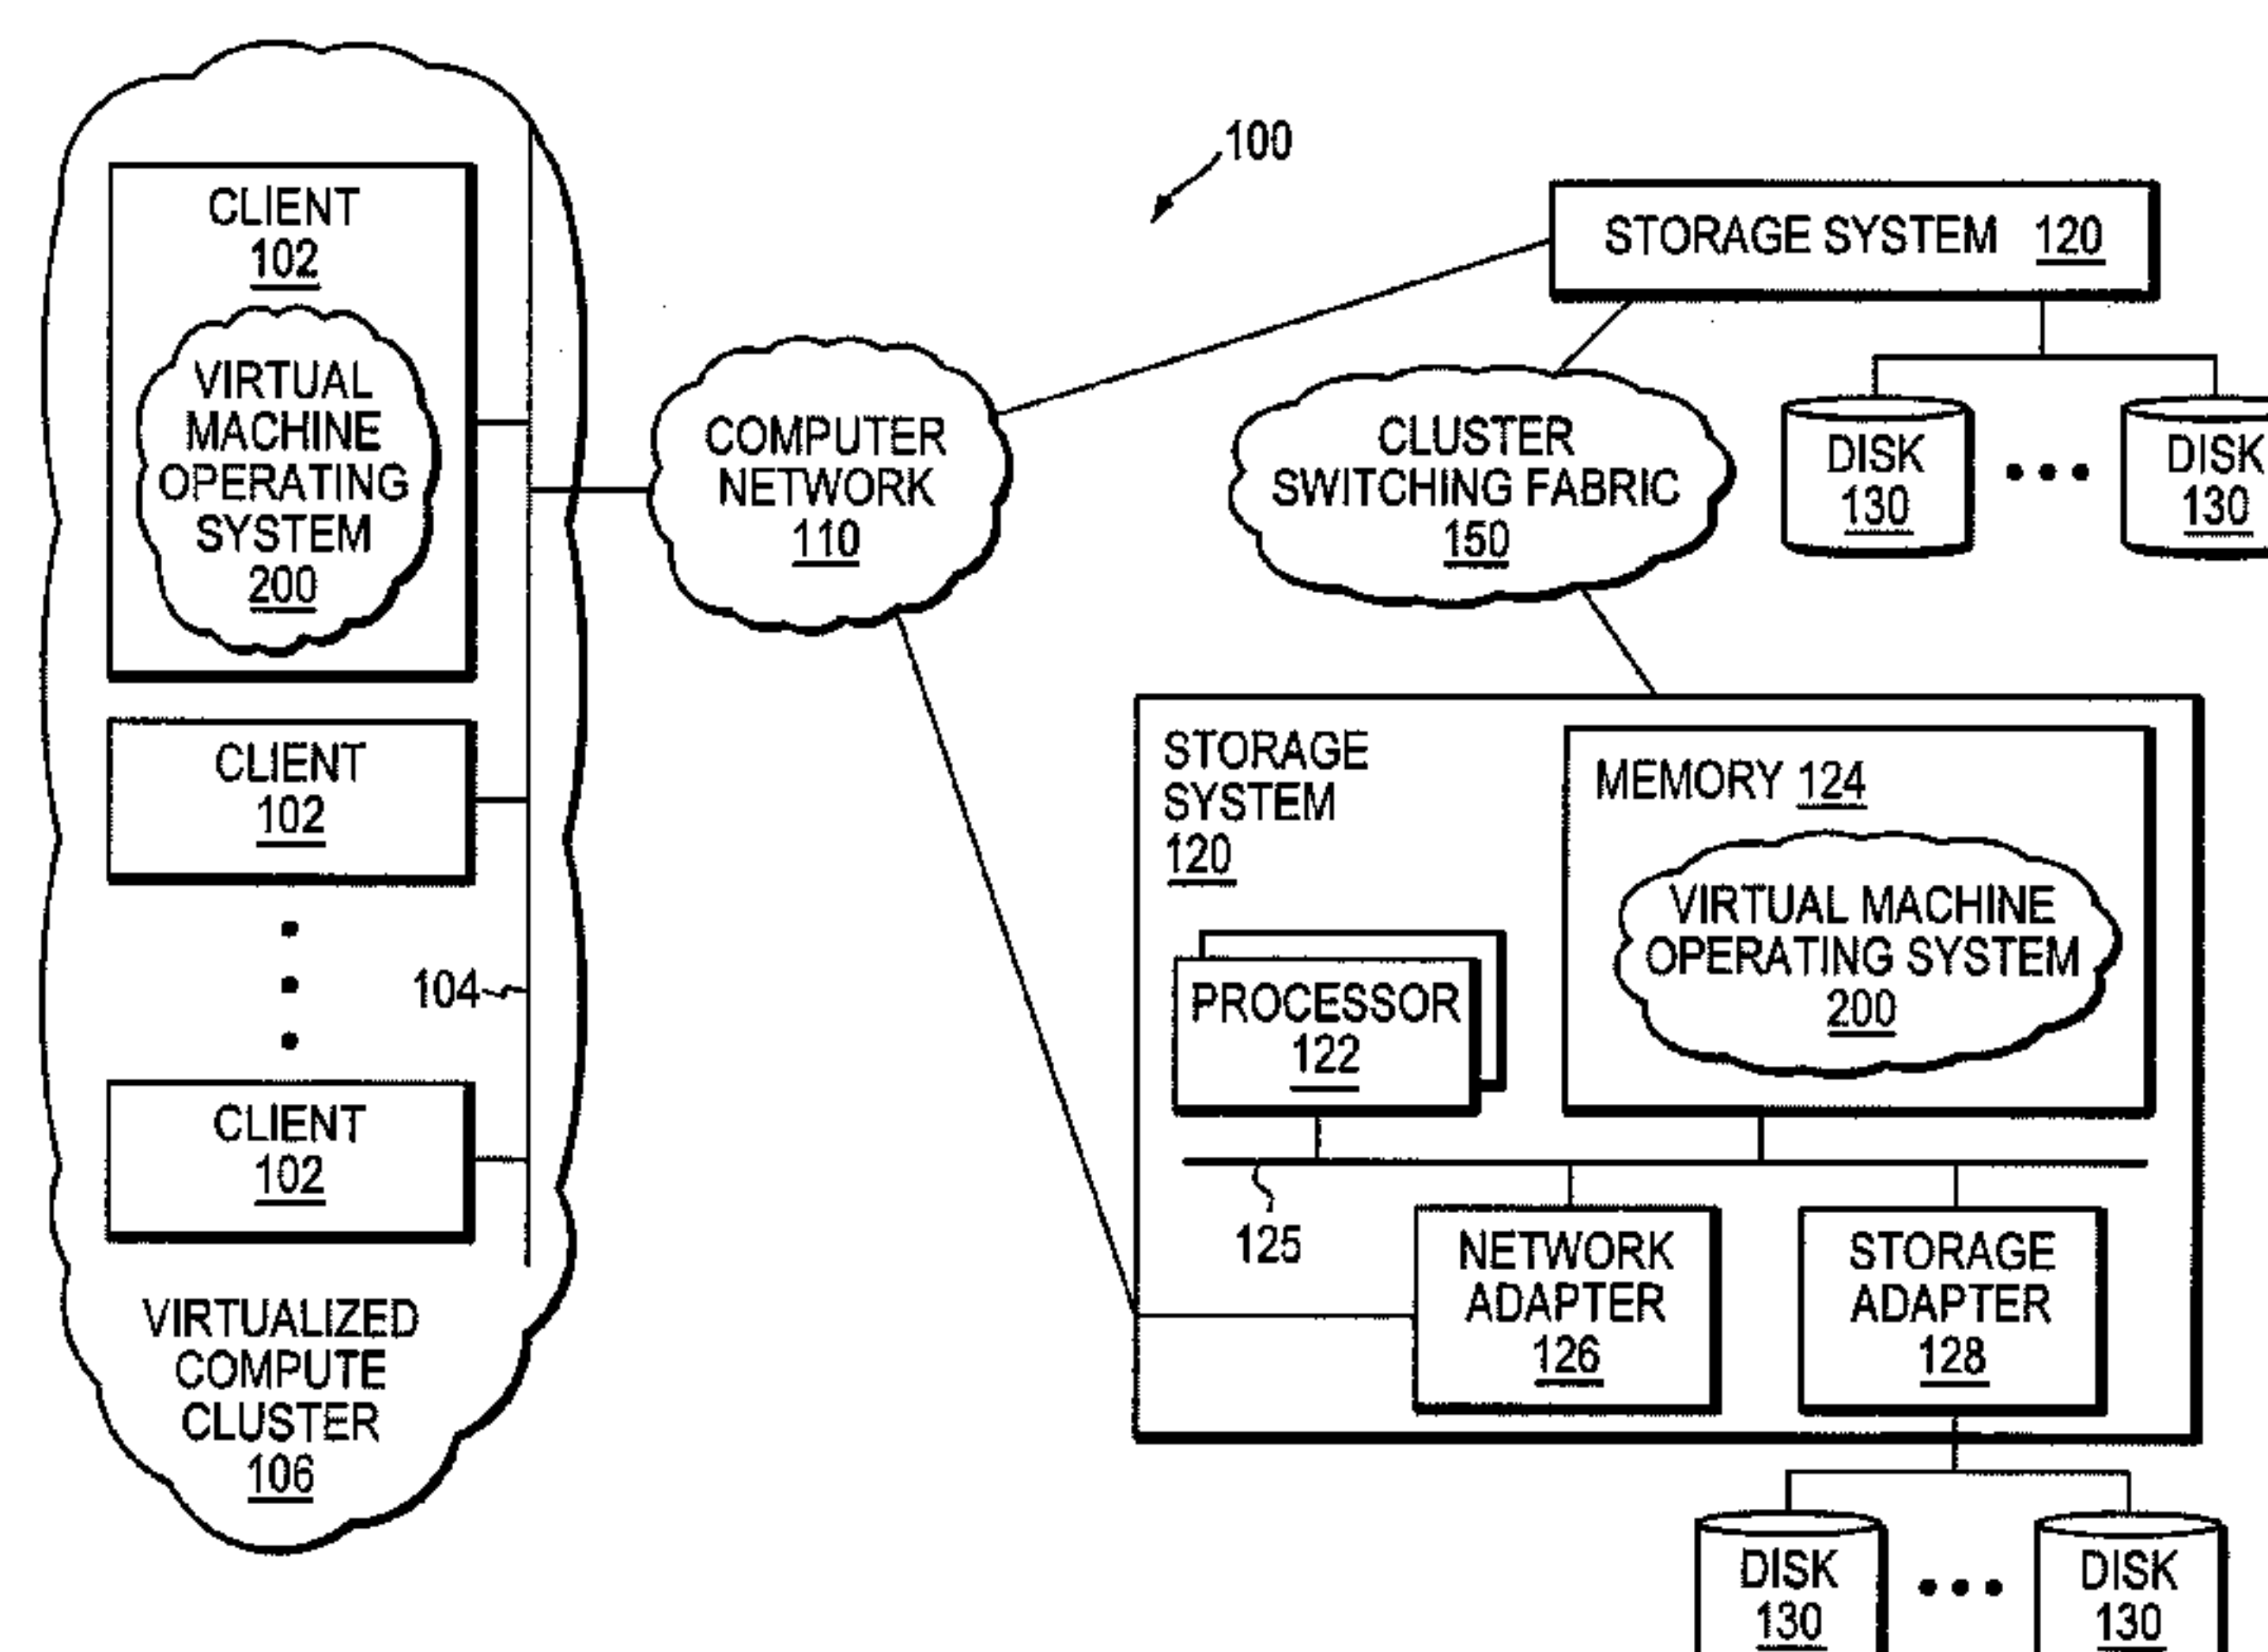 100
CLIENT
102
VIRTUAL
MACHINE
OPERATING
SYSTEM
200
CLIENT
102
104
CLIENT
102
VIRTUALIZED
COMPUTE
CLUSTER
106
COMPUTER
NETWORK
110
STORAGE SYSTEM 120
CLUSTER
SWITCHING FABRIC
150
DISK
130
DISK
130
STORAGE
SYSTEM
120
MEMORY 124
VIRTUAL MACHINE
OPERATING SYSTEM
200
PROCESSOR
122
125
NETWORK
ADAPTER
126
STORAGE
ADAPTER
128
DISK
130
DISK
130